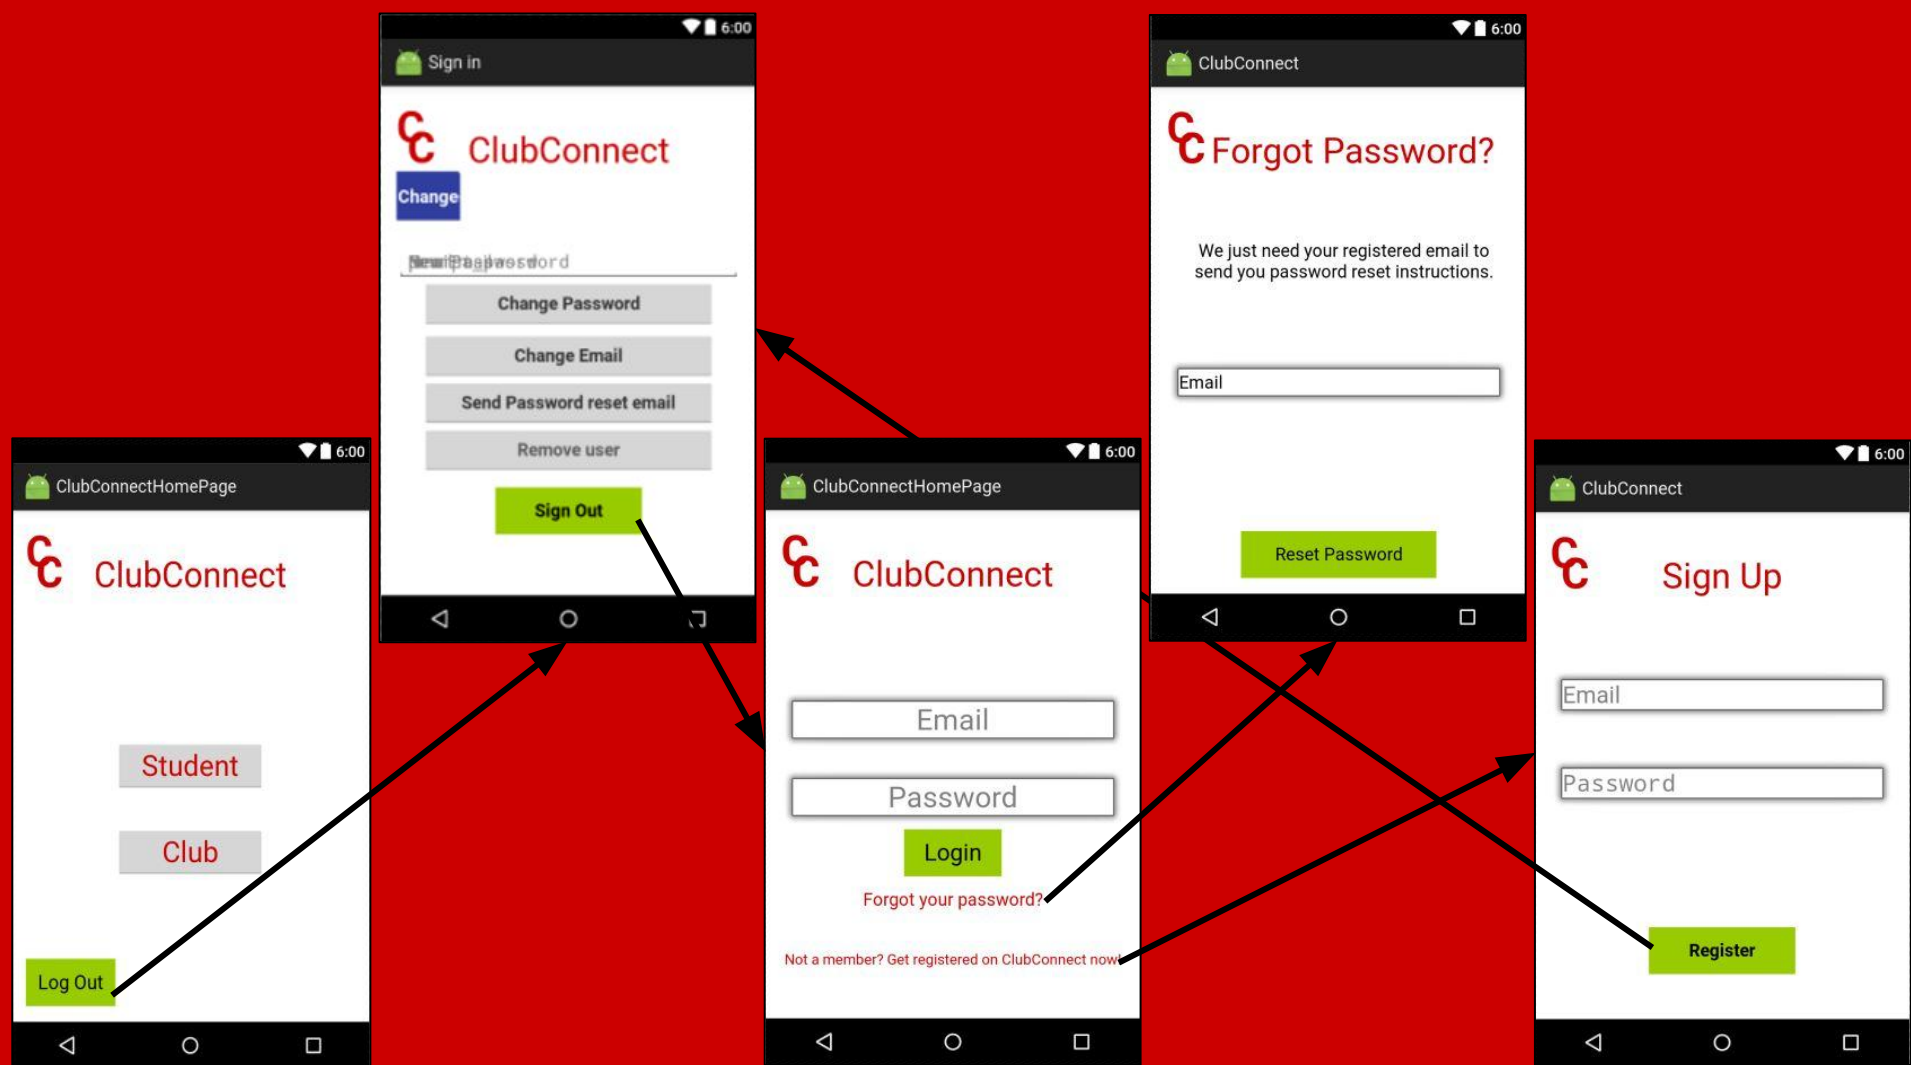 6:00
Sign in
CC
ClubConnect
Change
Change Password
Change Email
Send Password reset email
Remove user
Sign Out
6:00
ClubConnect
CC
Forgot Password?
We just need your registered email to
send you password reset instructions.
Email
Reset Password
6:00
ClubConnectHomePage
CC
ClubConnect
Student
Club
Log Out
6:00
ClubConnectHomePage
CC
ClubConnect
Email
Password
Login
Forgot your password?
Not a member? Get registered on ClubConnect now!
6:00
ClubConnect
CC
Sign Up
Email
Password
Register